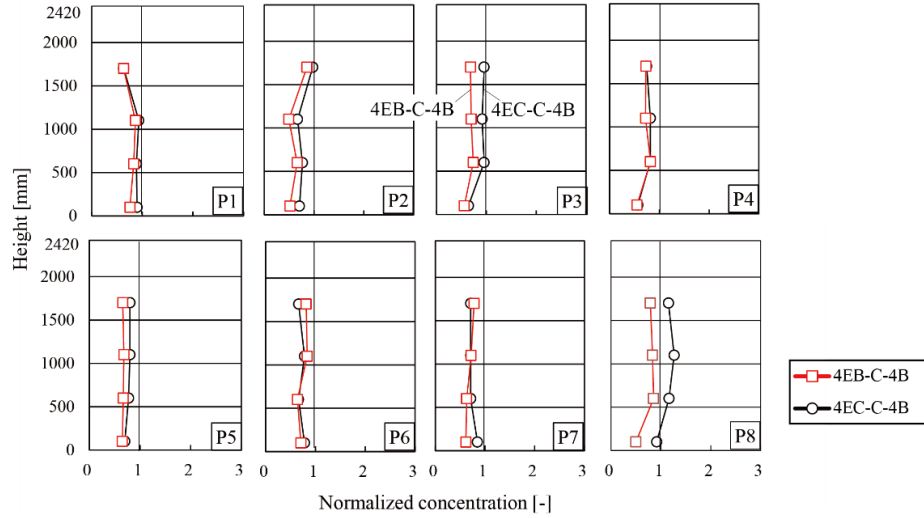 2420
2000
1500
1000
500
0
P1
P2
4EB-C-4B
4EC-C-4B
P3
P4
Height [mm]
2420
2000
1500
1000
500
0
P5
P6
P7
P8
0 1 2 3
0 1 2 3
0 1 2 3
0 1 2 3
4EB-C-4B
4EC-C-4B
Normalized concentration [-]